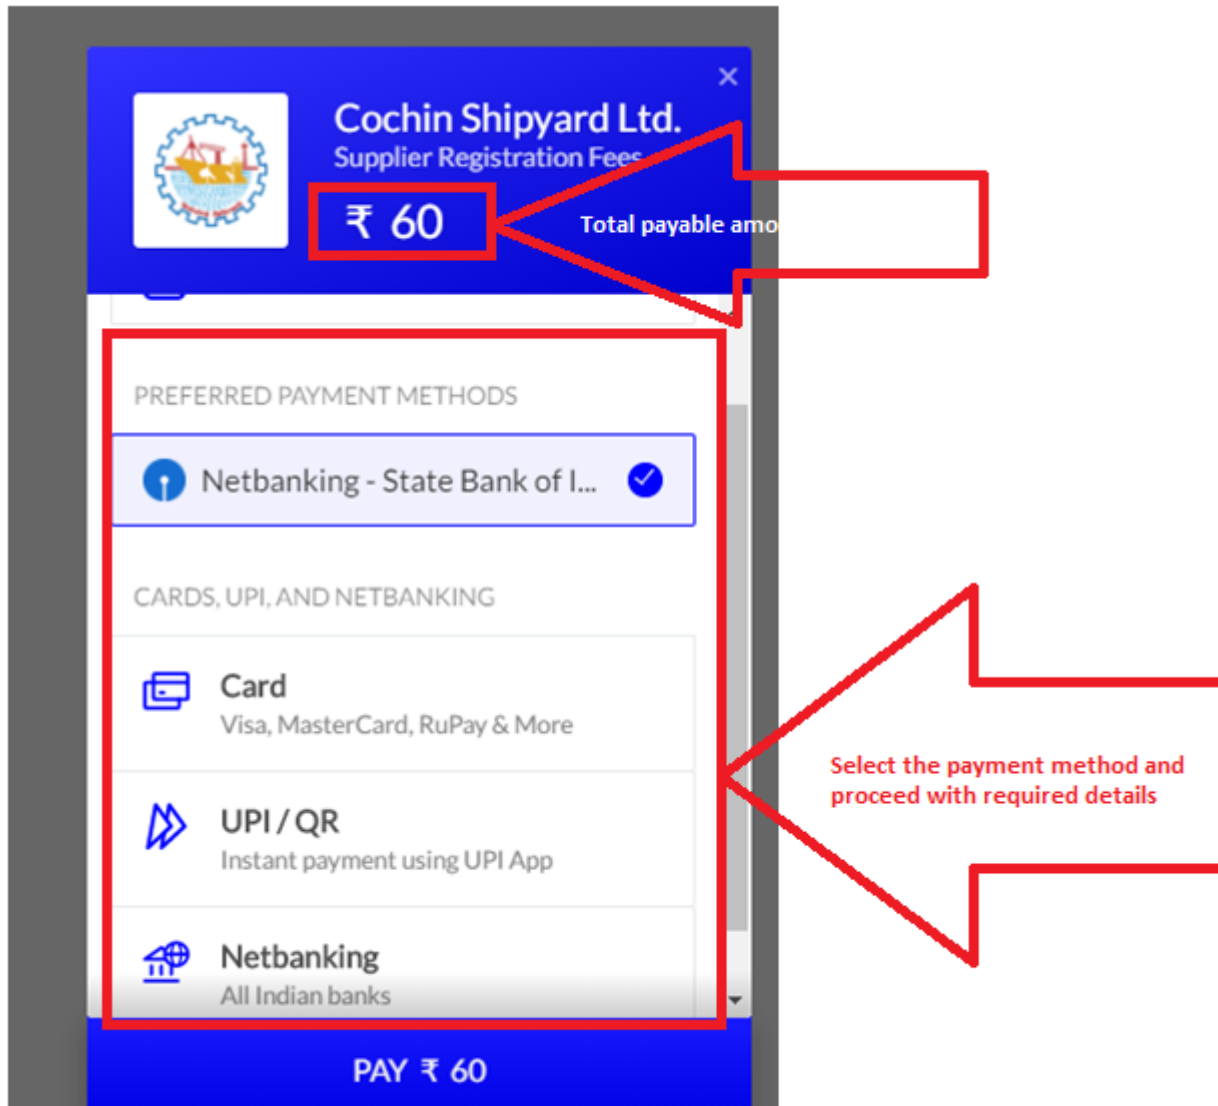 Cochin Shipyard Ltd.
Supplier Registration Fees
₹ 60
Total payable amo
PREFERRED PAYMENT METHODS
Netbanking - State Bank of I...
CARDS, UPI, AND NETBANKING
Card
Visa, MasterCard, RuPay & More
Select the payment method and
proceed with required details
UPI / QR
Instant payment using UPI App
Netbanking
All Indian banks
PAY ₹ 60